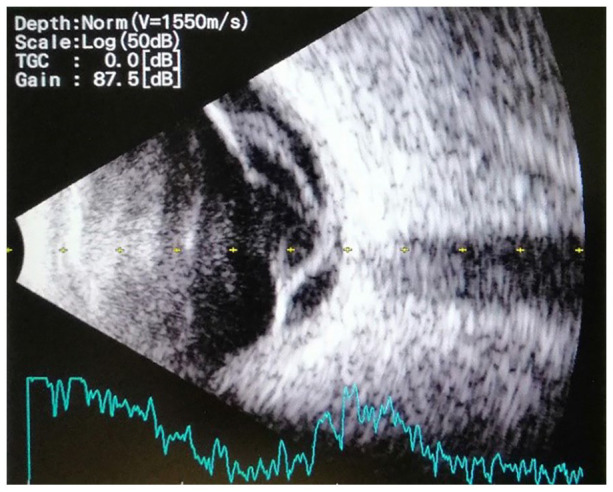 Depth:Norm(V=1550m/s)
Scale:Log(50dB)
TGC : 0.0[dB]
Gain : 87.5[dB]